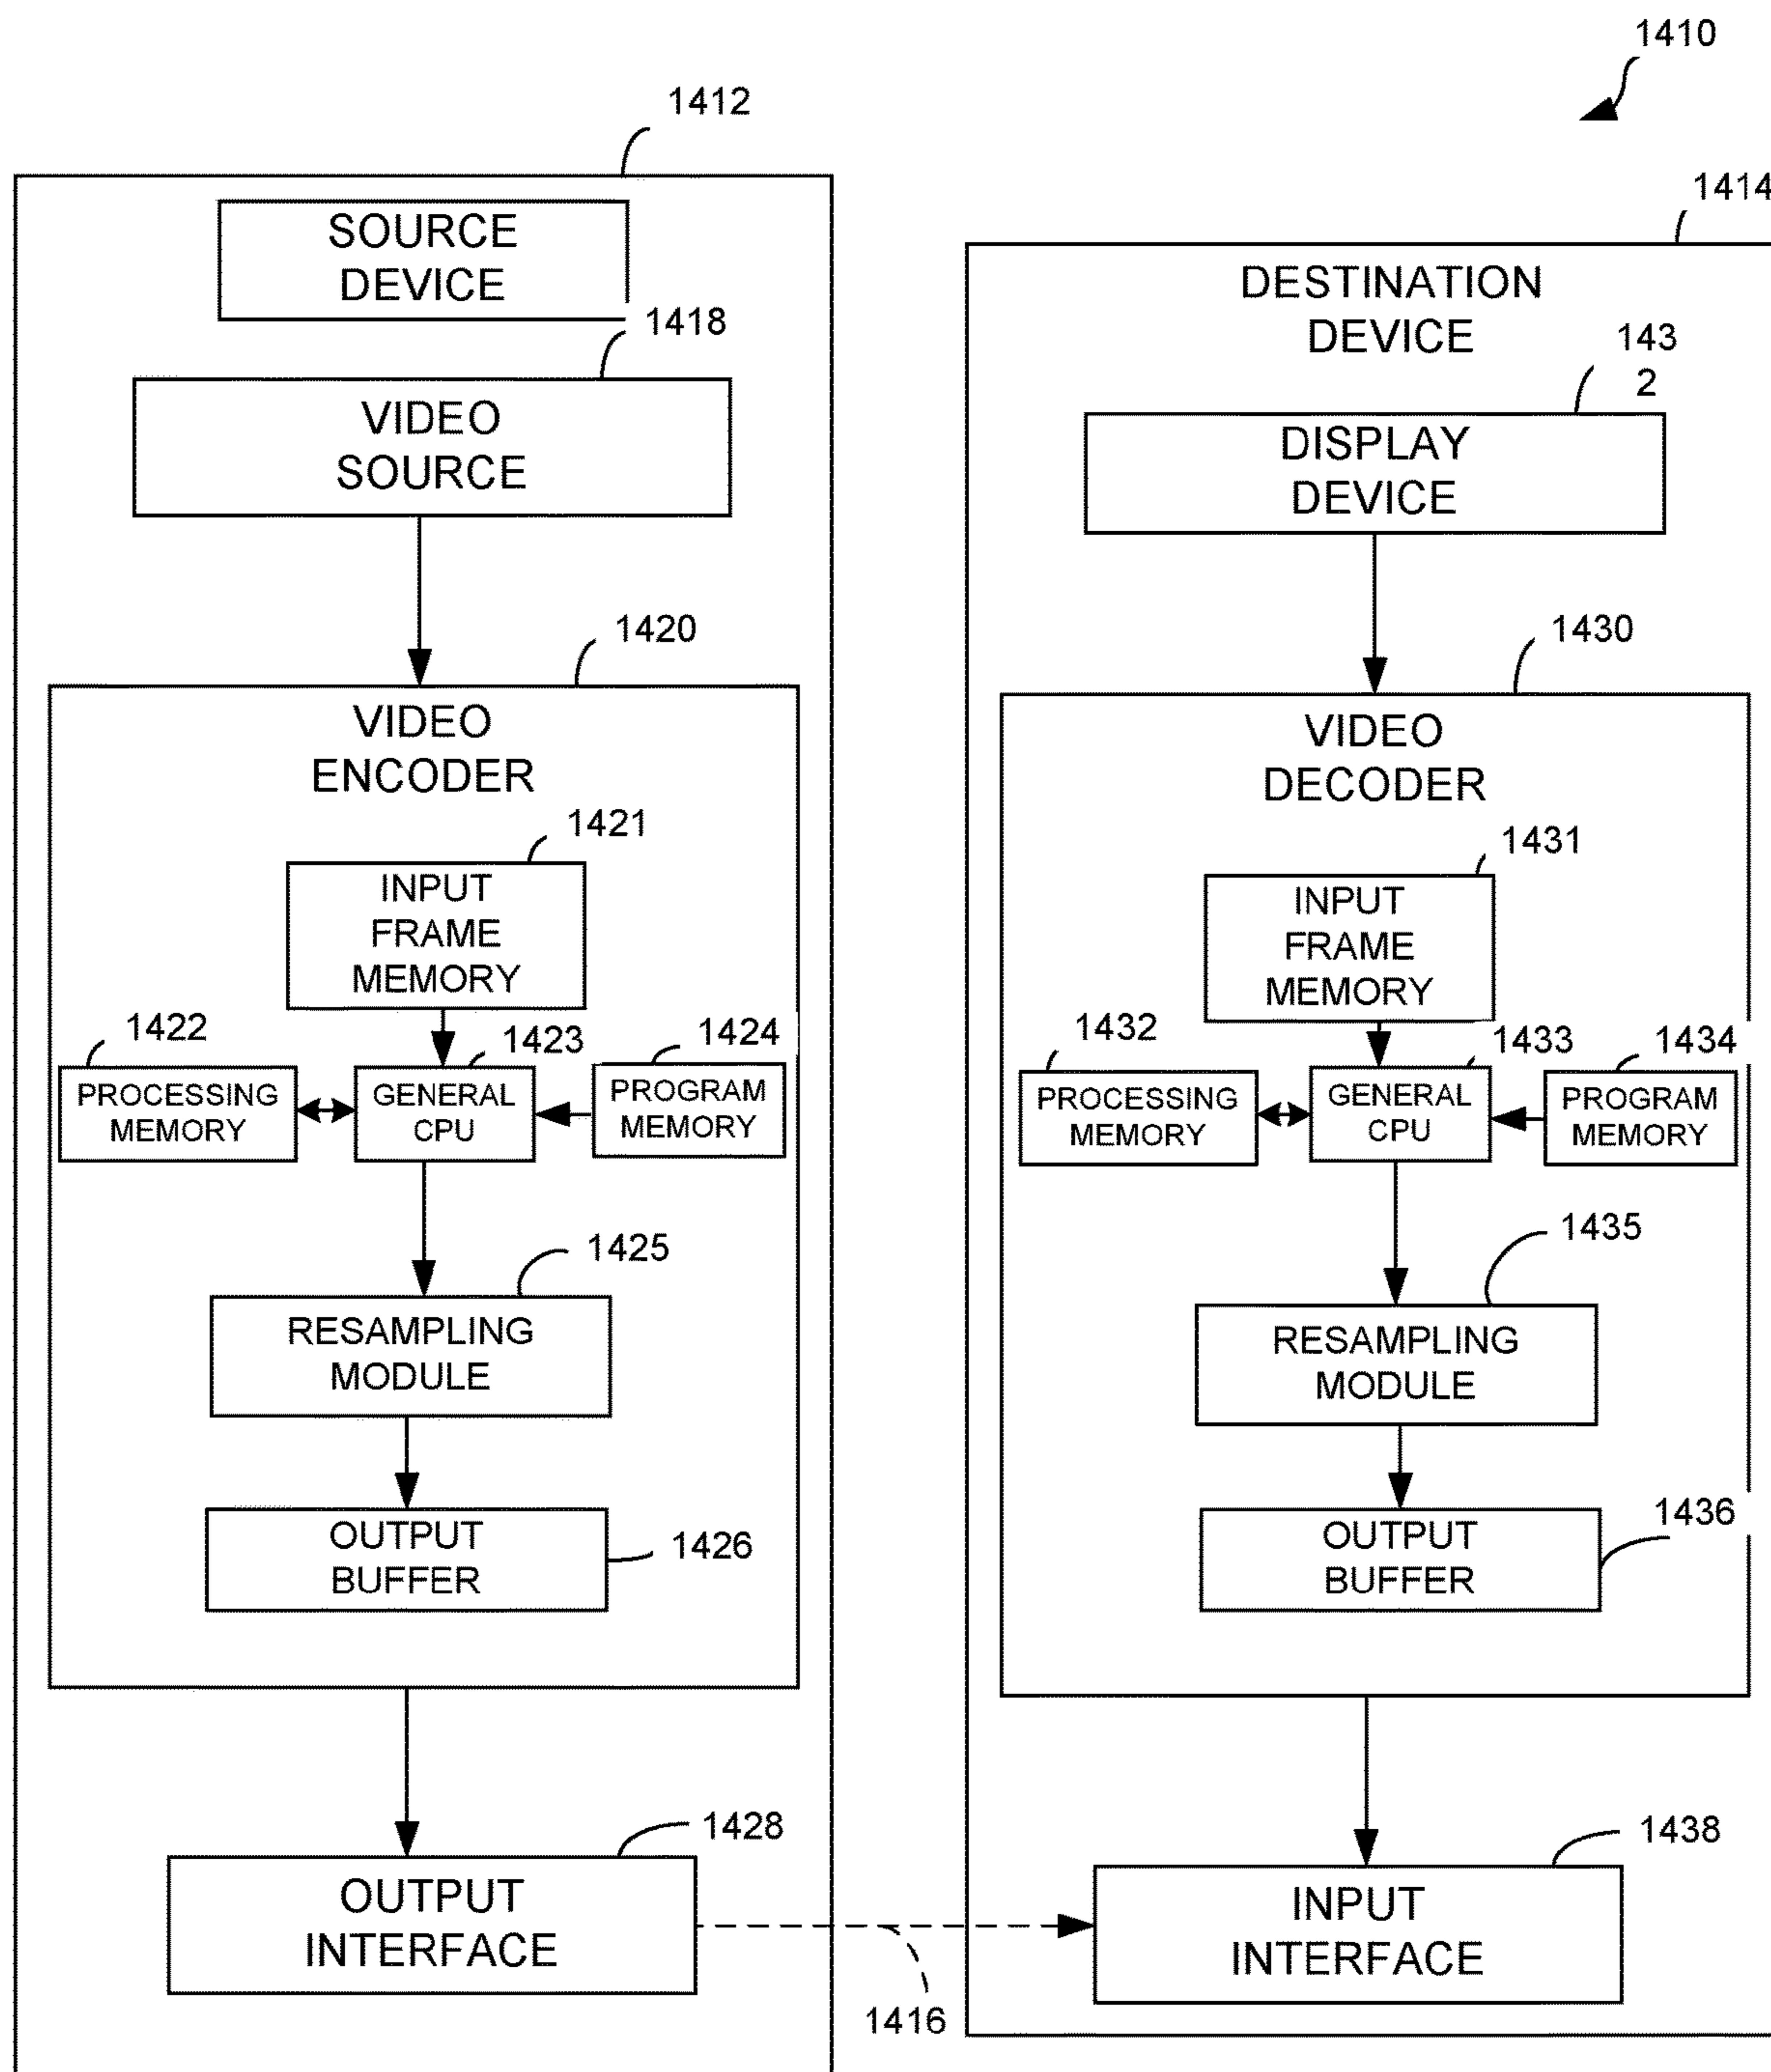 1410
1412
SOURCE
DEVICE
1418
VIDEO
SOURCE
1420
VIDEO
ENCODER
1421
INPUT
FRAME
MEMORY
1422
1423
1424
PROCESSING
MEMORY
GENERAL
CPU
PROGRAM
MEMORY
1425
RESAMPLING
MODULE
OUTPUT
BUFFER
1426
1428
OUTPUT
INTERFACE
1416
1414
DESTINATION
DEVICE
143
2
DISPLAY
DEVICE
1430
VIDEO
DECODER
1431
INPUT
FRAME
MEMORY
1432
1433
1434
PROCESSING
MEMORY
GENERAL
CPU
PROGRAM
MEMORY
1435
RESAMPLING
MODULE
1436
OUTPUT
BUFFER
1438
INPUT
INTERFACE